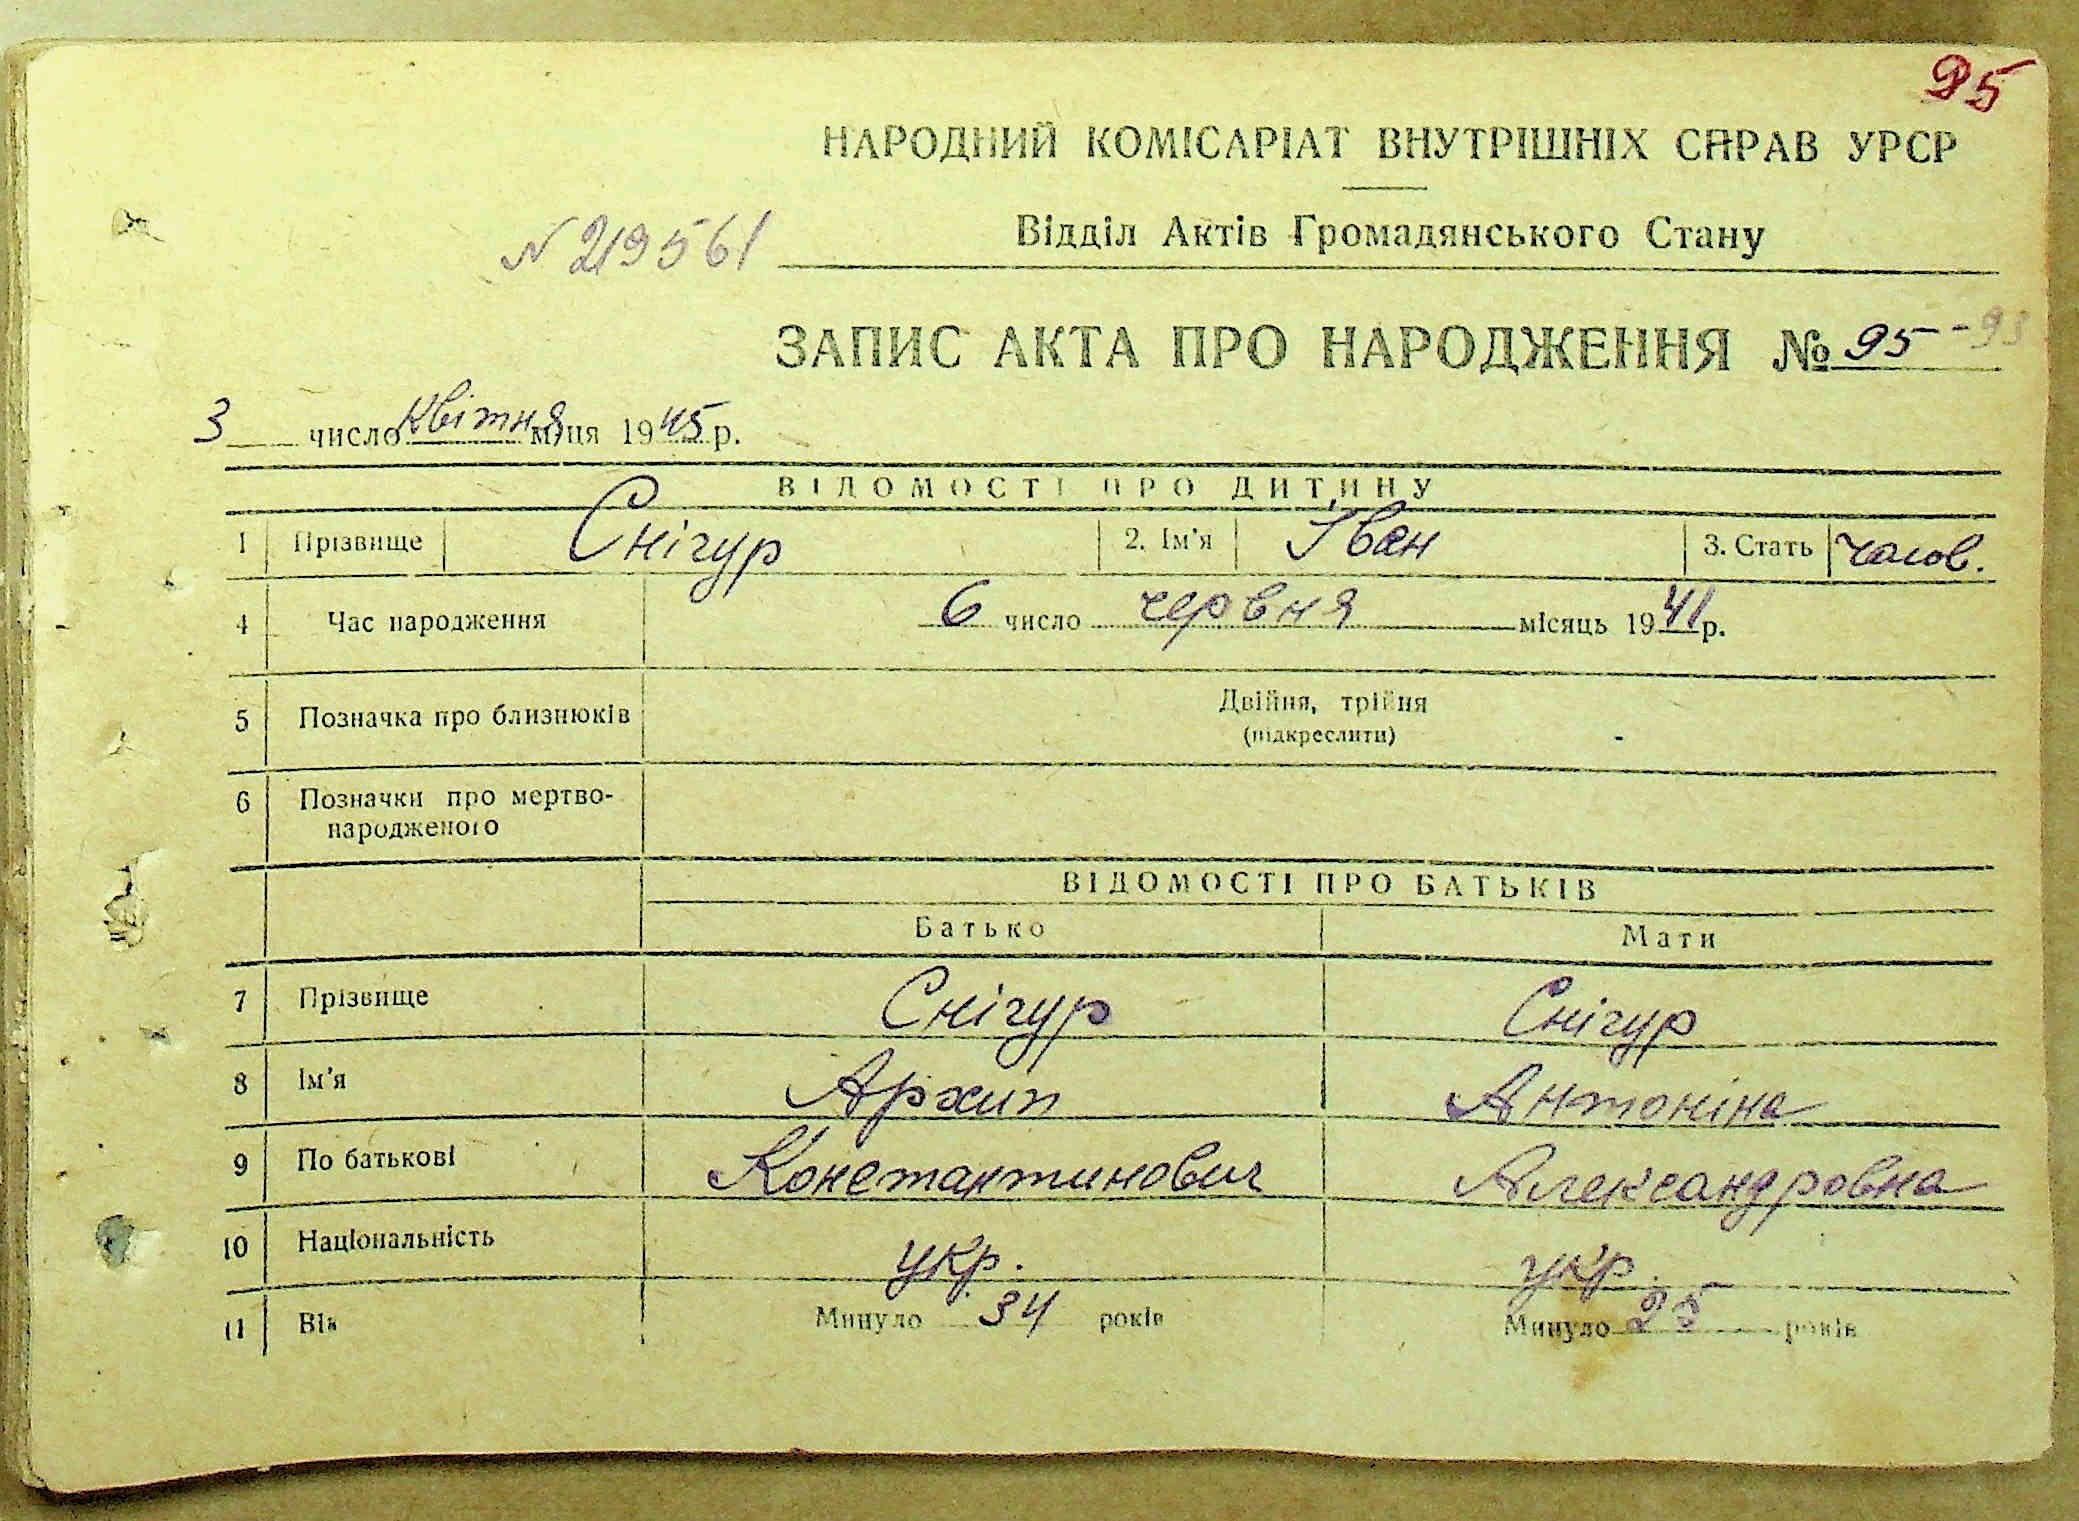 95
НАРОДНИЙ КОМІСАРІАТ ВНУТРІШНІХ СПРАВ УРСР
Відділ Актів Громадянського Стану
N 219561
ЗАПИС АКТА ПРО НАРОДЖЕННЯ № 95 - 93
3 число квітня м/ця 1945 р.
ВІДОМОСТІ ПРО ДИТИНУ
1 Прізвище Снігур 2. Ім'я Іван 3. Стать чолов.
4 Час народження 6 число червня місяць 1941 р.
5 Позначка про близнюків Двійня, трійня
(підкреслити) -
6 Позначки про мертво-
народженого
ВІДОМОСТІ ПРО БАТЬКІВ
Батько Мати
7 Прізвище Снігур Снігур
8 Ім'я Архип Антоніна
9 По батькові Константинович Александровна
10 Національність укр. укр.
11 Вік Минуло 34 років Минуло 25 років